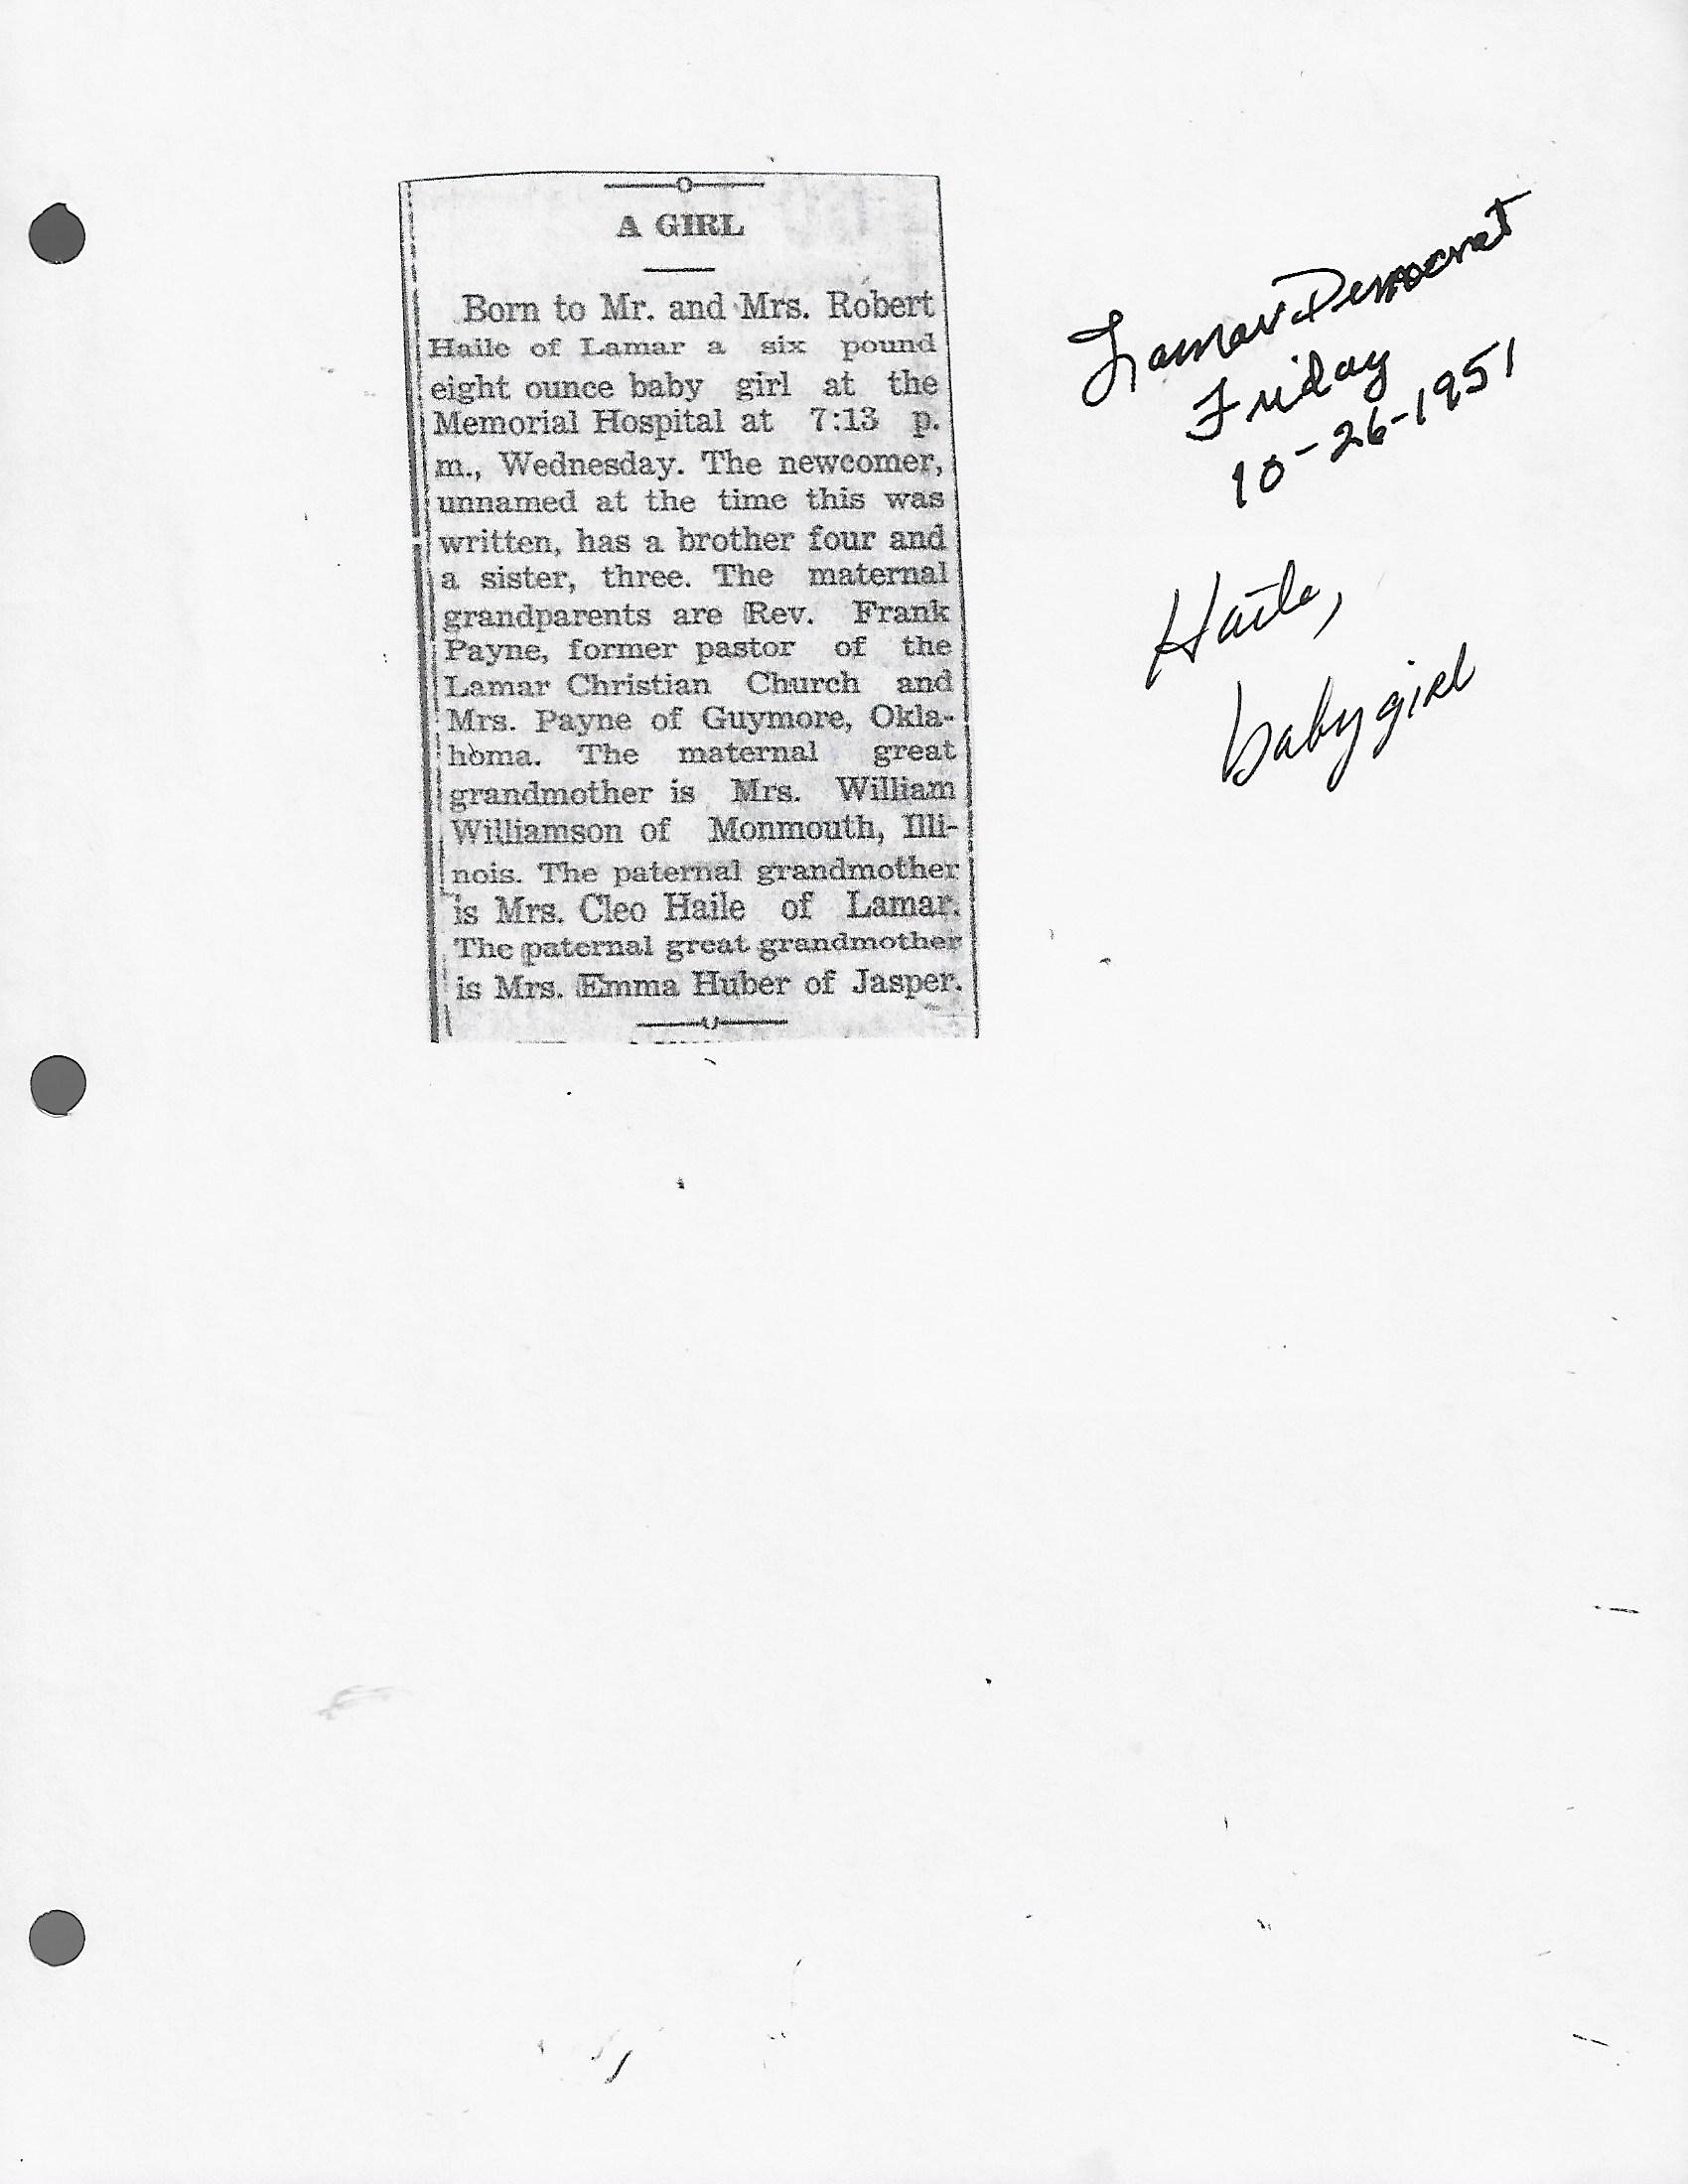 A GIRL
Born to Mr. and Mrs. Robert
Haile of Lamar a six pound
eight ounce baby girl at the
Memorial Hospital at 7:13 p.
m., Wednesday. The newcomer,
unnamed at the time this was
written, has a brother four and
a sister, three. The maternal
grandparents are Rev. Frank
Payne, former pastor of the
Lamar Christian Church and
Mrs. Payne of Guymore, Okla-
homa. The maternal great
grandmother is Mrs. William
Williamson of Monmouth, Illi-
nois. The paternal grandmother
is Mrs. Cleo Haile of Lamar.
The paternal great grandmother
is Mrs. Emma Huber of Jasper.
Lamar Democrat
Friday
10-26-1951
Haile,
baby girl